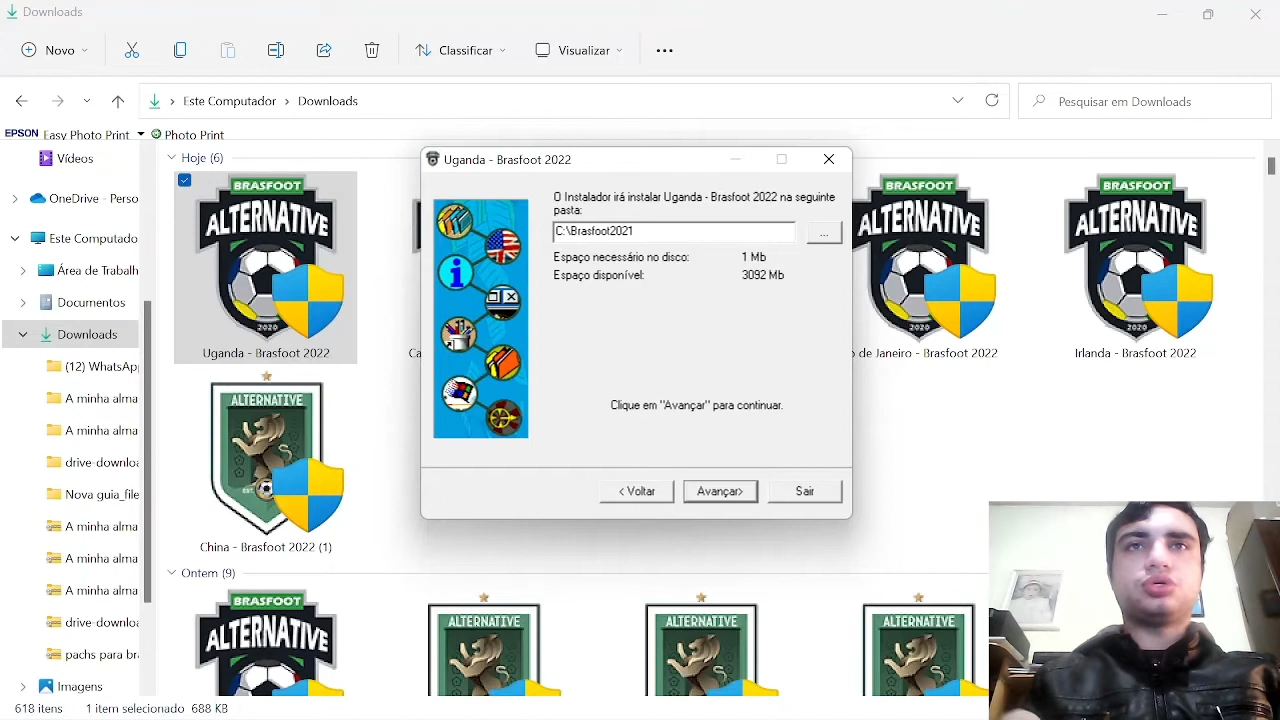 Downloads
Novo
Classificar
Visualizar
Este Computador
Downloads
Pesquisar em Downloads
EPSON Easy Photo Print
Photo Print
Vídeos
OneDrive - Perso
Este Computado
Área de Trabalh
Documentos
Downloads
(12) WhatsApp
A minha alma
A minha alma
drive-downlo
Nova guia_file
A minha alma
A minha alma
A minha alma
drive-downlo
pachs para bra
Imagens
Hoje (6)
BRASFOOT
ALTERNATIVE
2020
Uganda - Brasfoot 2022
Ca
BRASFOOT
ALTERNATIVE
2020
o de Janeiro - Brasfoot 2022
BRASFOOT
ALTERNATIVE
2020
Irlanda - Brasfoot 2022
ALTERNATIVE
China - Brasfoot 2022 (1)
Uganda - Brasfoot 2022
O Instalador irá instalar Uganda - Brasfoot 2022 na seguinte
pasta:
C:\Brasfoot2021
...
Espaço necessário no disco: 1 Mb
Espaço disponível: 3092 Mb
Clique em "Avançar" para continuar.
< Voltar
Avançar>
Sair
Ontem (9)
BRASFOOT
ALTERNATIVE
ALTERNATIVE
ALTERNATIVE
ALTERNATIVE
618 itens
1 item selecionado 688 KB